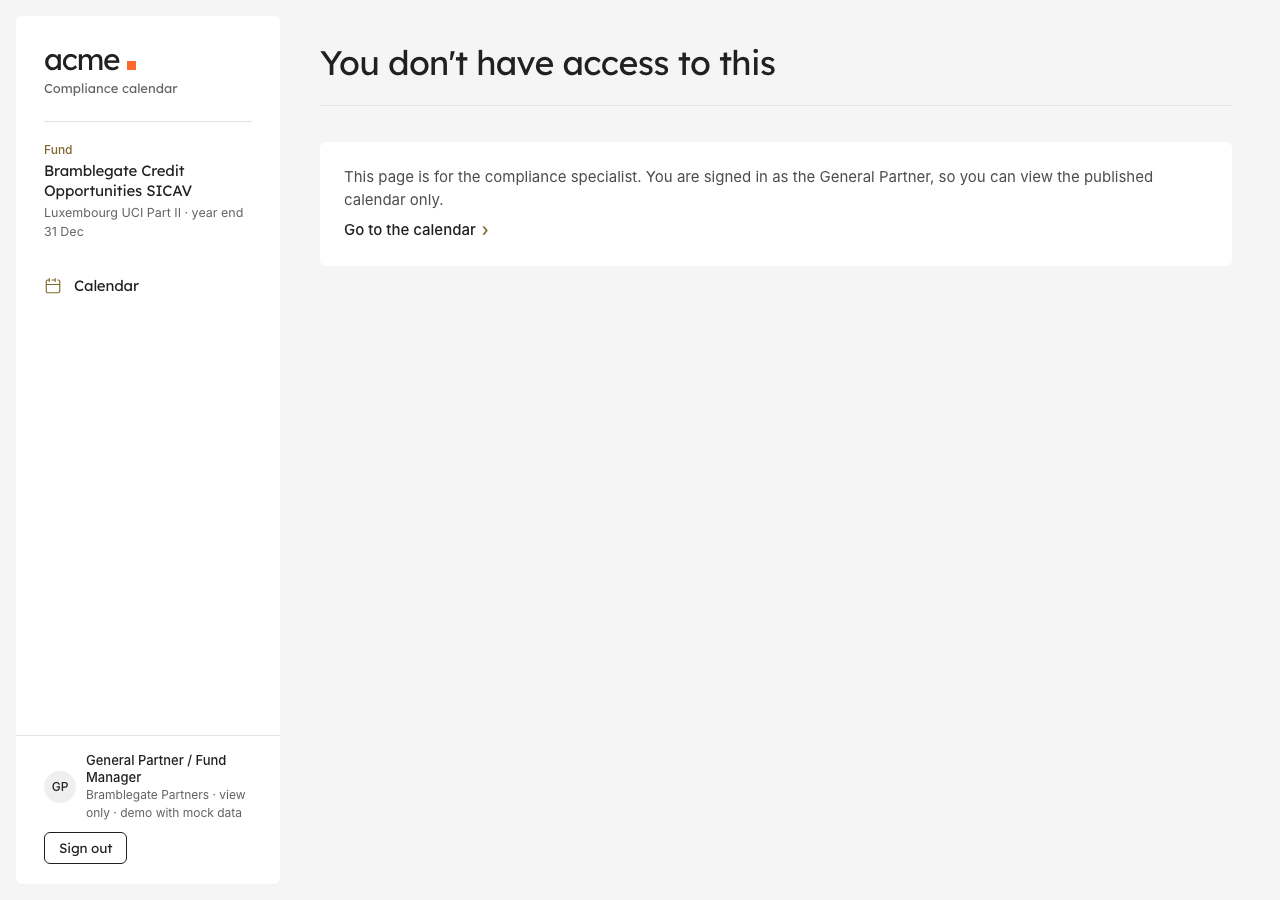 acme
Compliance calendar
Fund
Bramblegate Credit
Opportunities SICAV
Luxembourg UCI Part II · year end
31 Dec
Calendar
General Partner / Fund
Manager
GP
Bramblegate Partners · view
only · demo with mock data
Sign out
You don't have access to this
This page is for the compliance specialist. You are signed in as the General Partner, so you can view the published
calendar only.
Go to the calendar ›